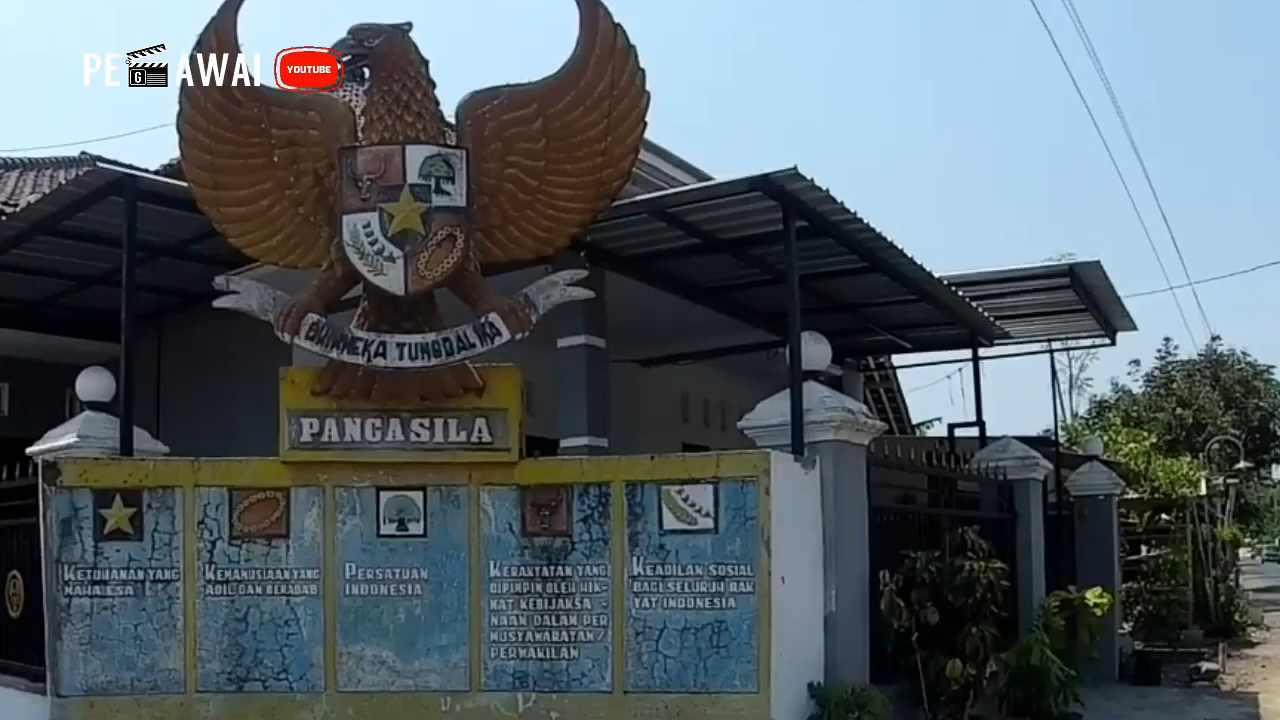 PE G AWAI YOUTUBE
BHINNEKA TUNGGAL IKA
PANCASILA
KETUHANAN YANG
MAHA ESA
KEMANUSIAAN YANG
ADIL DAN BERADAB
PERSATUAN
INDONESIA
KERAKYATAN YANG
DIPIMPIN OLEH HIK-
MAT KEBIJAKSA -
NAAN DALAM PER
MUSYAWARATAN/
PERWAKILAN
KEADILAN SOSIAL
BAGI SELURUH RAK
YAT INDONESIA